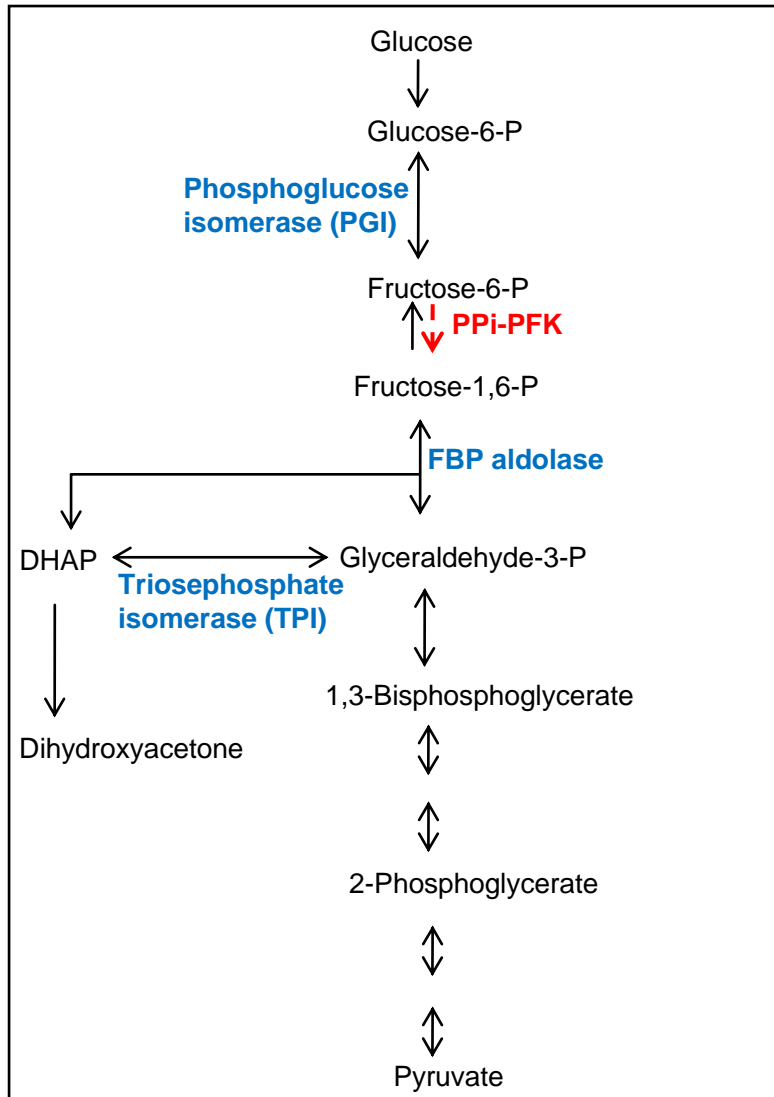 Glucose
Glucose-6-P
Phosphoglucose
isomerase (PGI)
Fructose-6-P
PPi-PFK
Fructose-1,6-P
FBP aldolase
DHAP
Glyceraldehyde-3-P
Triosephosphate
isomerase (TPI)
1,3-Bisphosphoglycerate
Dihydroxyacetone
2-Phosphoglycerate
Pyruvate